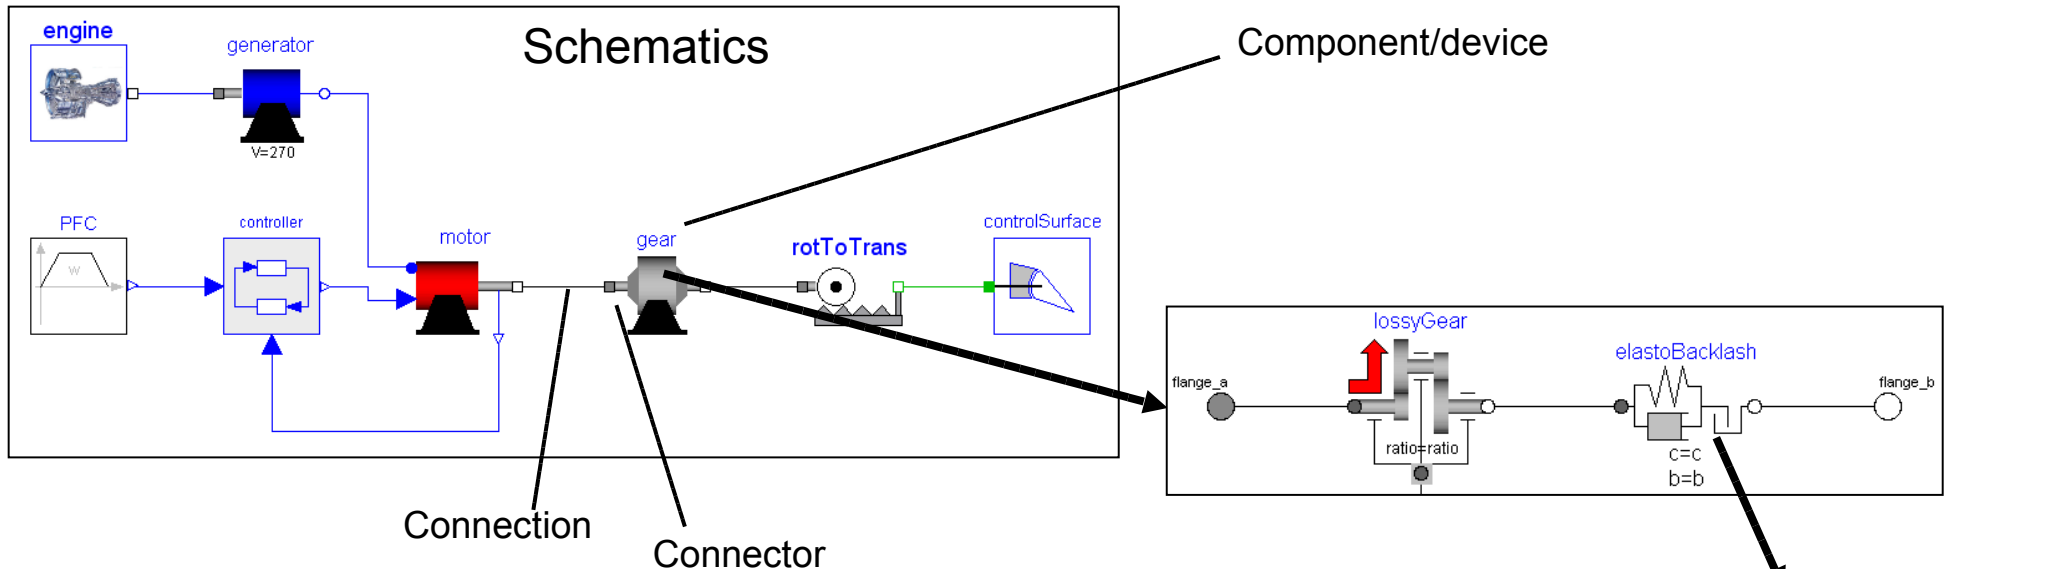 Schematics
Component/device
engine
generator
V=270
PFC
w
controller
motor
gear
rotToTrans
controlSurface
lossyGear
elastoBacklash
flange_a
flange_b
ratio=ratio
c=c
b=b
Connection
Connector